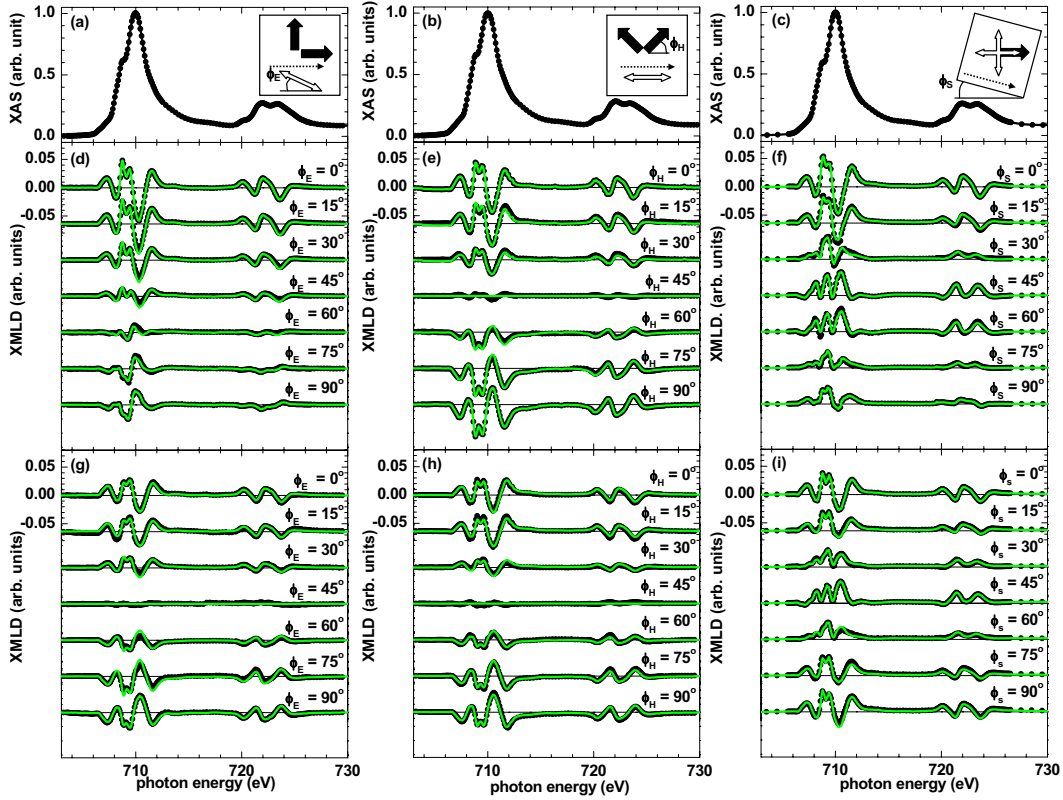 (a)
XAS (arb. unit)
1.0
0.5
0.0
ϕE
(b)
XAS (arb. units)
1.0
0.5
0.0
ϕH
(c)
XAS (arb. units)
1.0
0.5
0.0
ϕS
(d)
XMLD (arb. units)
0.05
0.00
-0.05
ϕE = 0°
ϕE = 15°
ϕE = 30°
ϕE = 45°
ϕE = 60°
ϕE = 75°
ϕE = 90°
(e)
XMLD (arb. units)
0.05
0.00
-0.05
ϕH = 0°
ϕH = 15°
ϕH = 30°
ϕH = 45°
ϕH = 60°
ϕH = 75°
ϕH = 90°
(f)
XMLD. (arb. units)
0.05
0.00
-0.05
ϕS = 0°
ϕS = 15°
ϕS = 30°
ϕS = 45°
ϕS = 60°
ϕS = 75°
ϕS = 90°
(g)
XMLD (arb. units)
0.05
0.00
-0.05
ϕE = 0°
ϕE = 15°
ϕE = 30°
ϕE = 45°
ϕE = 60°
ϕE = 75°
ϕE = 90°
710 720 730
photon energy (eV)
(h)
XMLD (arb. units)
0.05
0.00
-0.05
ϕH = 0°
ϕH = 15°
ϕH = 30°
ϕH = 45°
ϕH = 60°
ϕH = 75°
ϕH = 90°
710 720 730
photon energy (eV)
(i)
XMLD (arb. units)
0.05
0.00
-0.05
ϕs = 0°
ϕs = 15°
ϕs = 30°
ϕs = 45°
ϕs = 60°
ϕs = 75°
ϕs = 90°
710 720 730
photon energy (eV)